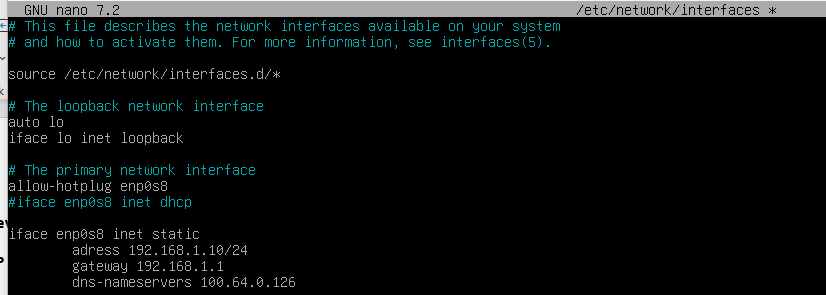 GNU nano 7.2 /etc/network/interfaces *
# This file describes the network interfaces available on your system
# and how to activate them. For more information, see interfaces(5).
source /etc/network/interfaces.d/*
# The loopback network interface
auto lo
iface lo inet loopback
# The primary network interface
allow-hotplug enp0s8
#iface enp0s8 inet dhcp
iface enp0s8 inet static
adress 192.168.1.10/24
gateway 192.168.1.1
dns-nameservers 100.64.0.126